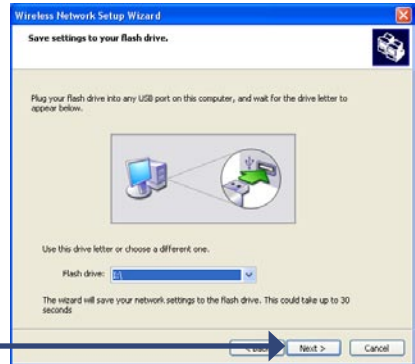 Wireless Network Setup Wizard
Save settings to your flash drive.
Plug your flash drive into any USB port on this computer, and wait for the drive letter to
appear below.
Use this drive letter or choose a different one.
Flash drive:
The wizard will save your network settings to the flash drive. This could take up to 30
seconds
Next >
Cancel